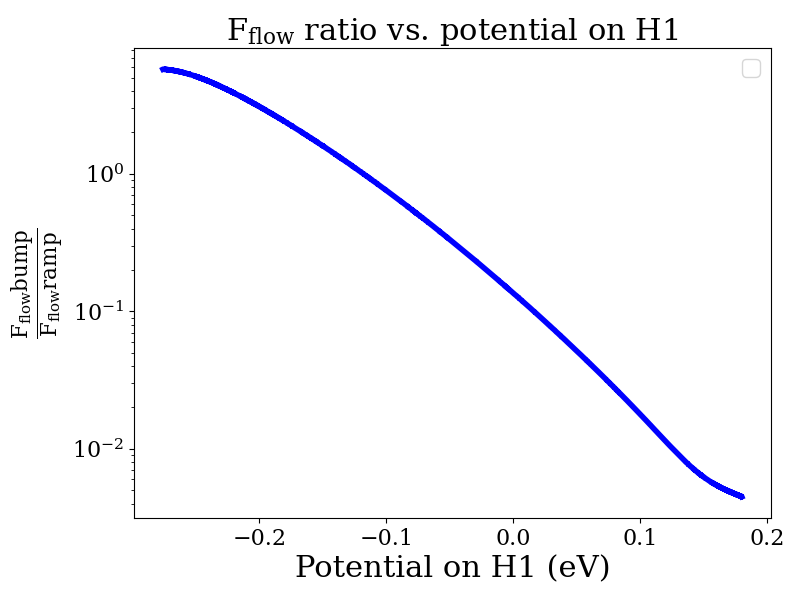 F_flow ratio vs. potential on H1
F_flow bump
F_flow ramp
10^0
10^−1
10^−2
−0.2 −0.1 0.0 0.1 0.2
Potential on H1 (eV)